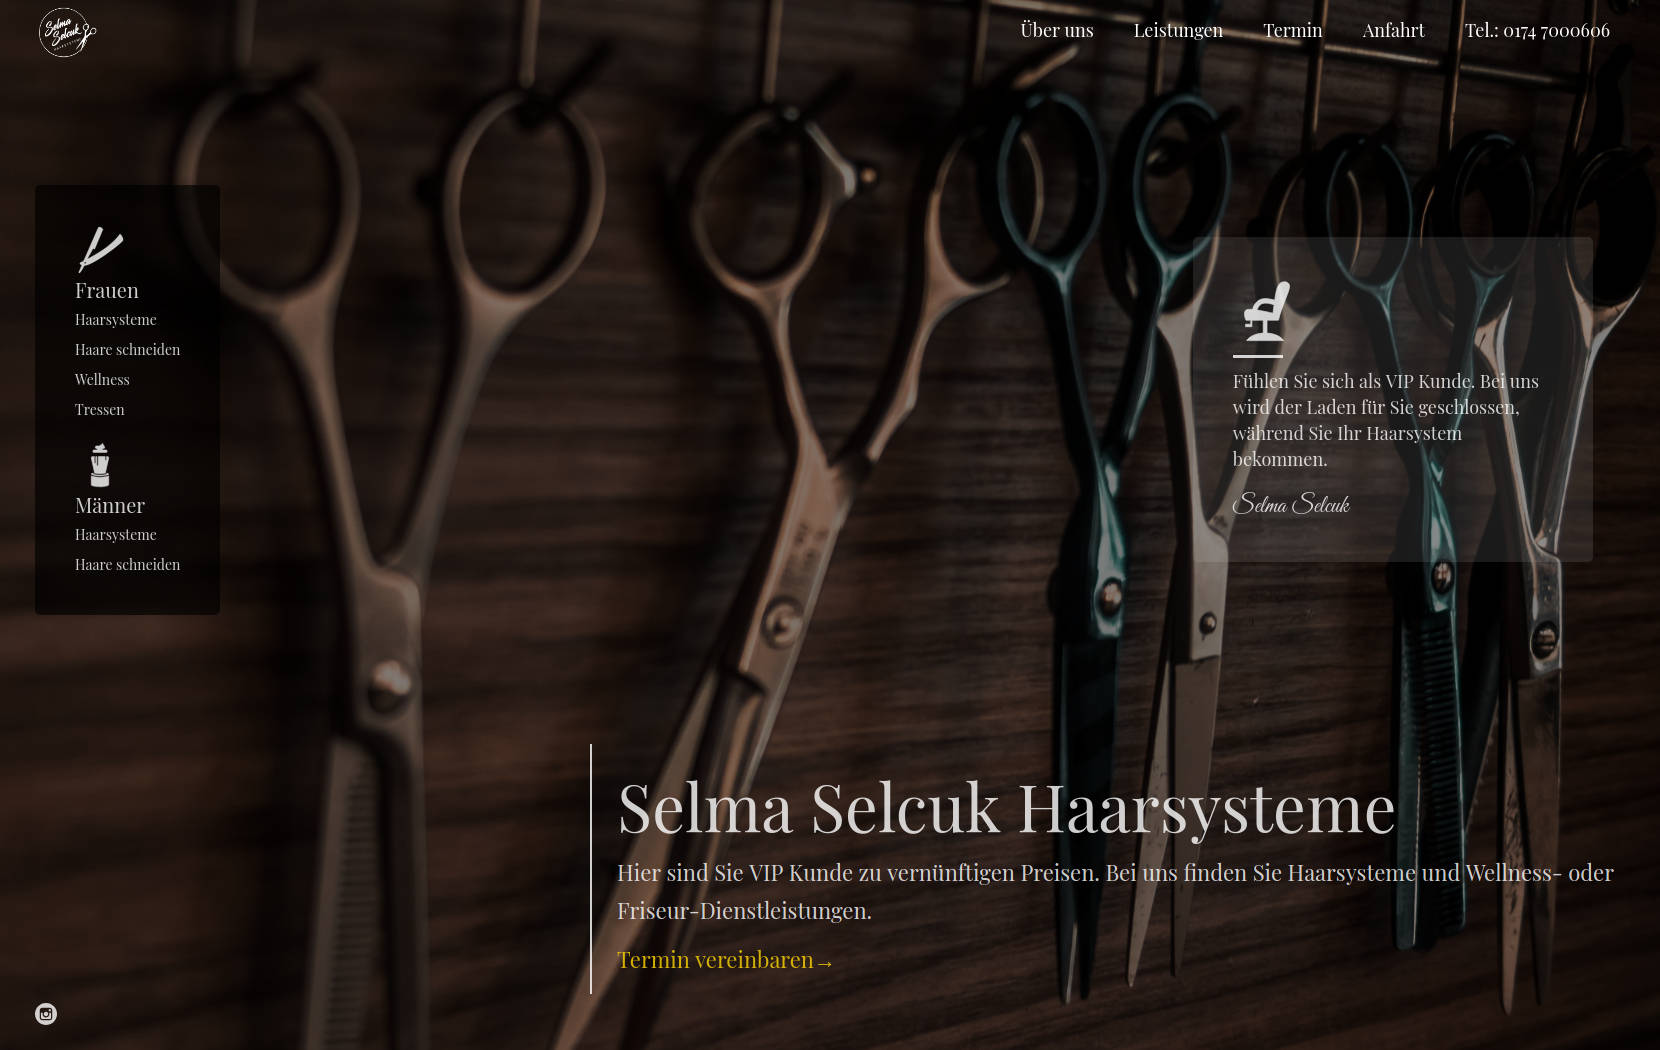 Selma
Selcuk
Über uns
Leistungen
Termin
Anfahrt
Tel.: 0174 7000606
Frauen
Haarsysteme
Haare schneiden
Wellness
Tressen
Männer
Haarsysteme
Haare schneiden
Fühlen Sie sich als VIP Kunde. Bei uns
wird der Laden für Sie geschlossen,
während Sie Ihr Haarsystem
bekommen.
Selma Selcuk
Selma Selcuk Haarsysteme
Hier sind Sie VIP Kunde zu vernünftigen Preisen. Bei uns finden Sie Haarsysteme und Wellness- oder
Friseur-Dienstleistungen.
Termin vereinbaren→